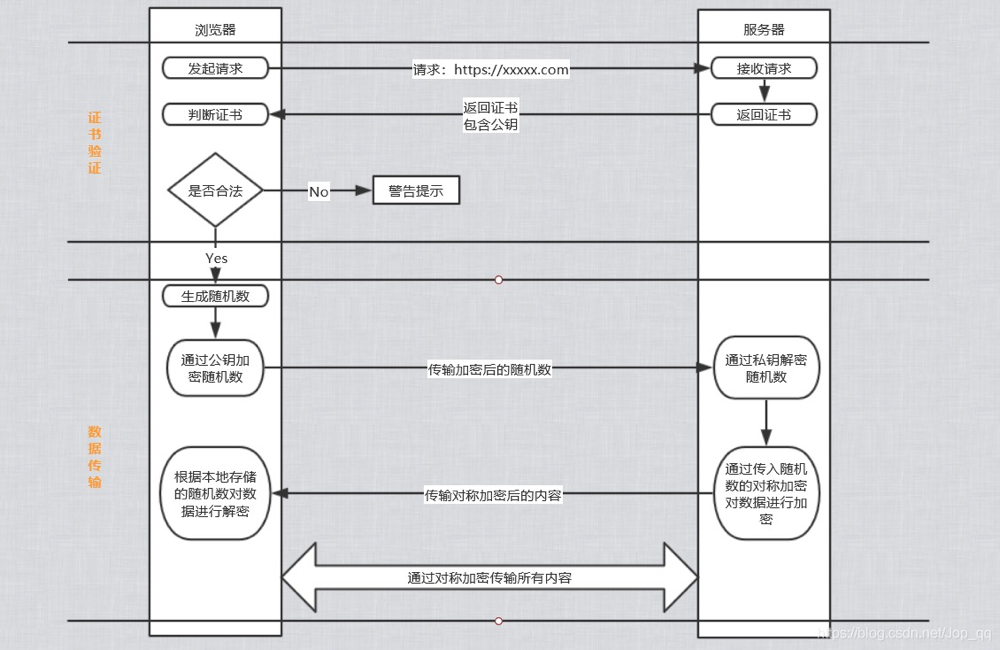 浏览器
服务器
发起请求
请求：https://xxxxx.com
接收请求
判断证书
返回证书
包含公钥
返回证书
证
书
验
证
是否合法
No
警告提示
Yes
生成随机数
通过公钥加
密随机数
传输加密后的随机数
通过私钥解密
随机数
数
据
传
输
根据本地存储
的随机数对数
据进行解密
传输对称加密后的内容
通过传入随机
数的对称加密
对数据进行加
密
通过对称加密传输所有内容
https://blog.csdn.net/Jop_qq